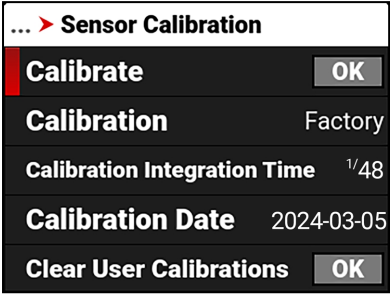 ... > Sensor Calibration
Calibrate OK
Calibration Factory
Calibration Integration Time 1/48
Calibration Date 2024-03-05
Clear User Calibrations OK